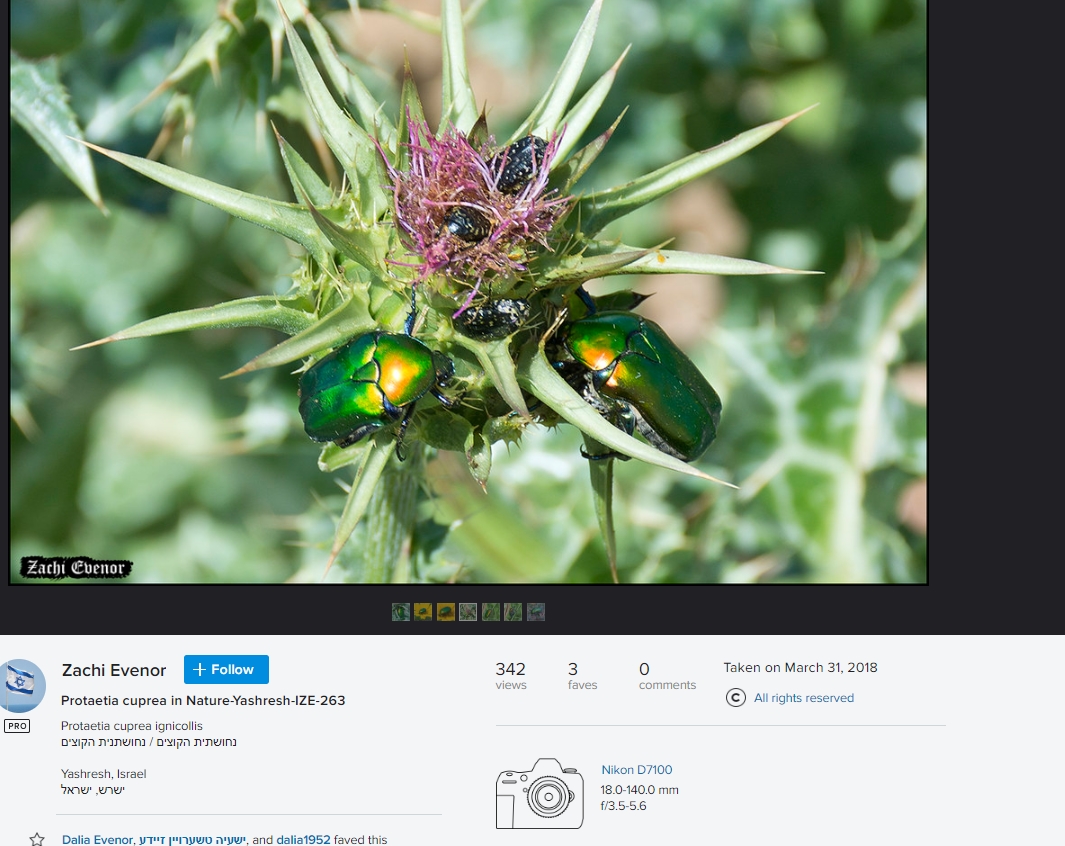 Zachi Evenor
Zachi Evenor
+ Follow
Protaetia cuprea in Nature-Yashresh-IZE-263
PRO
Protaetia cuprea ignicollis
נחושתית הקוצים / נחושתנית הקוצים
Yashresh, Israel
ישרש, ישראל
Dalia Evenor, ישעיה טשערויין זיידע, and dalia1952 faved this
342
views
3
faves
0
comments
Taken on March 31, 2018
C All rights reserved
Nikon D7100
18.0-140.0 mm
f/3.5-5.6